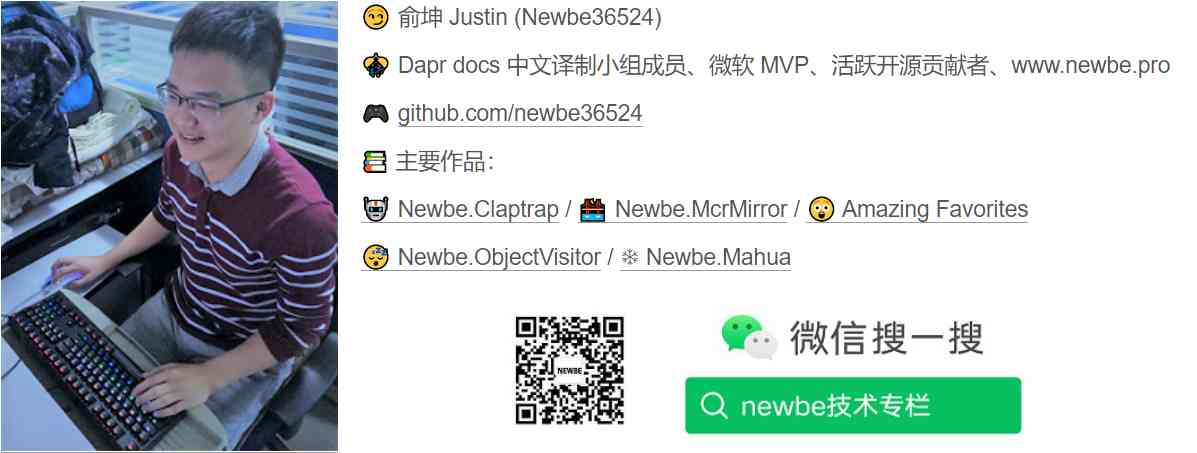 俞坤 Justin (Newbe36524)
Dapr docs 中文译制小组成员、微软 MVP、活跃开源贡献者、www.newbe.pro
github.com/newbe36524
主要作品：
Newbe.Claptrap / Newbe.McrMirror / Amazing Favorites
Newbe.ObjectVisitor / Newbe.Mahua
NEWBE
微信搜一搜
newbe技术专栏